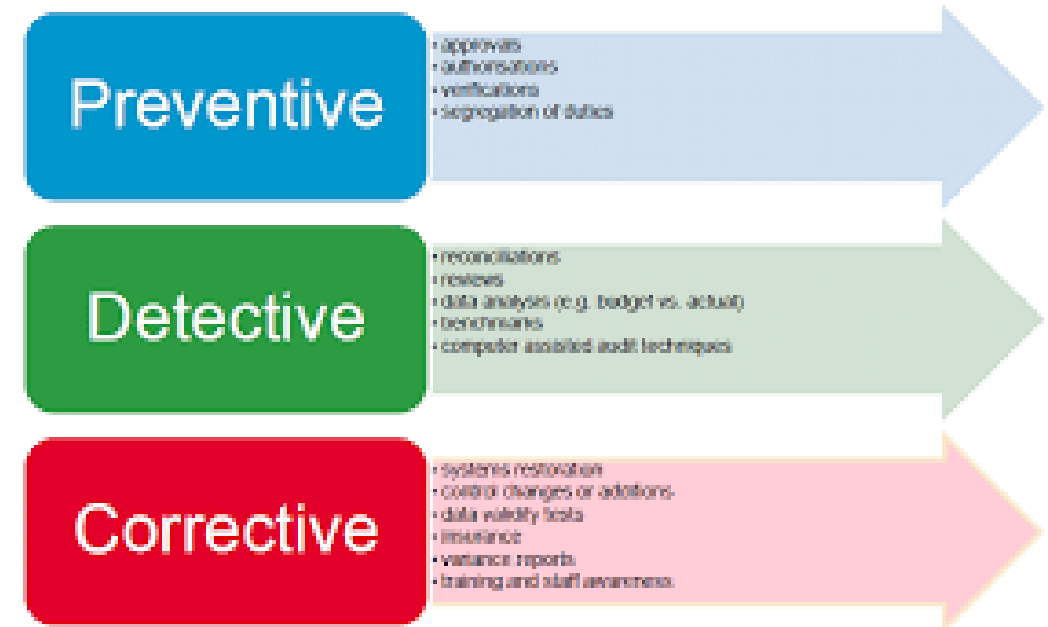 Preventive
• approvals
• authorisations
• verifications
• segregation of duties
Detective
• reconciliations
• reviews
• data analysis (e.g. budget vs. actual)
• benchmarks
• computer assisted audit techniques
Corrective
• systems restoration
• control changes or additions
• data validity tests
• insurance
• variance reports
• training and staff awareness